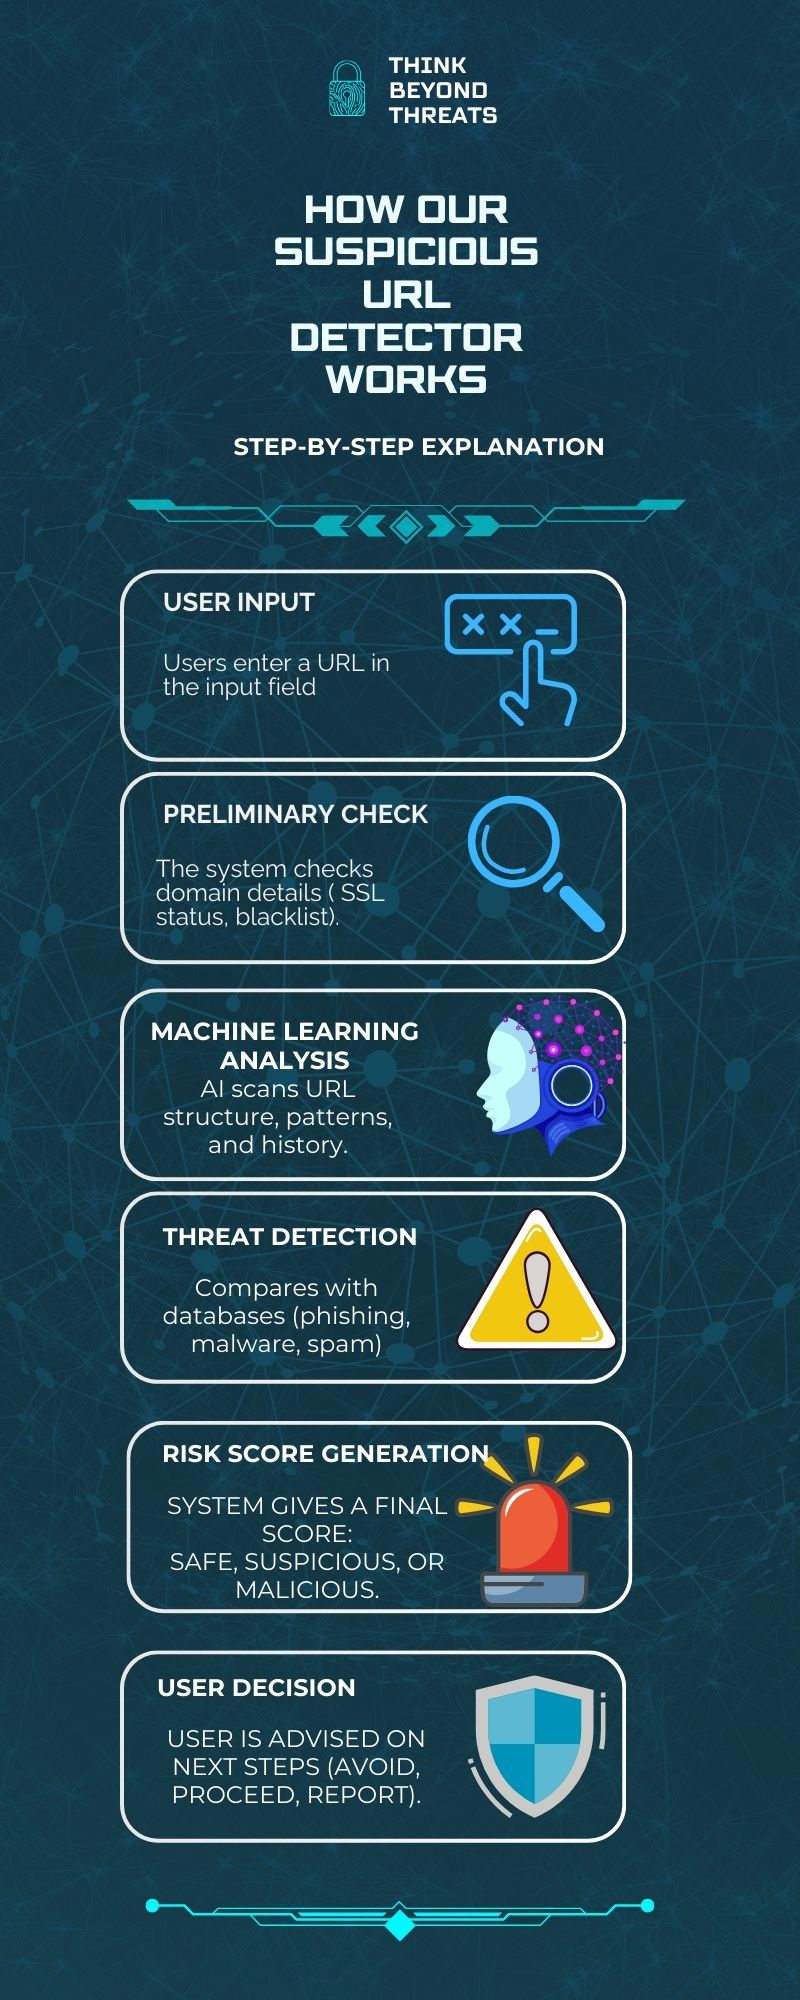 THINK
BEYOND
THREATS
HOW OUR
SUSPICIOUS
URL
DETECTOR
WORKS
STEP-BY-STEP EXPLANATION
USER INPUT
Users enter a URL in
the input field
PRELIMINARY CHECK
The system checks
domain details ( SSL
status, blacklist).
MACHINE LEARNING
ANALYSIS
AI scans URL
structure, patterns,
and history.
THREAT DETECTION
Compares with
databases (phishing,
malware, spam)
RISK SCORE GENERATION
SYSTEM GIVES A FINAL
SCORE:
SAFE, SUSPICIOUS, OR
MALICIOUS.
USER DECISION
USER IS ADVISED ON
NEXT STEPS (AVOID,
PROCEED, REPORT).